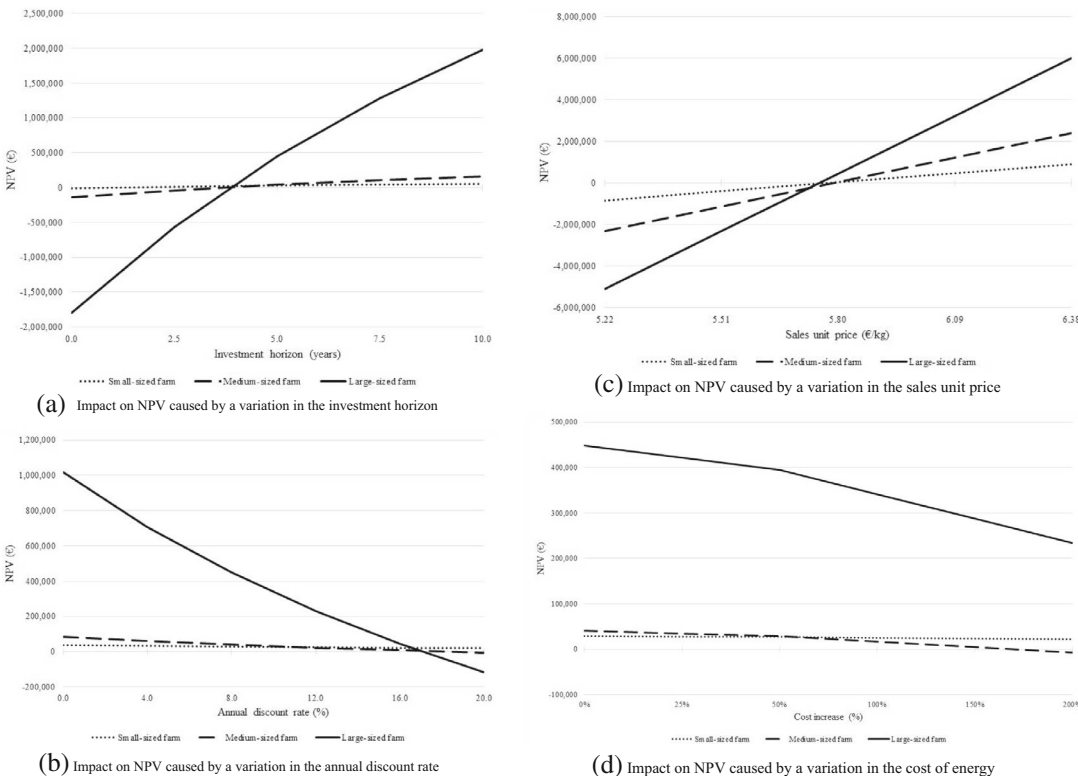 2,500,000
2,000,000
1,500,000
1,000,000
500,000
0
-500,000
-1,000,000
-1,500,000
-2,000,000
NPV (€)
0.0 2.5 5.0 7.5 10.0
Investment horizon (years)
Small-sized farm Medium-sized farm Large-sized farm
(a) Impact on NPV caused by a variation in the investment horizon
1,200,000
1,000,000
800,000
600,000
400,000
200,000
0
-200,000
NPV (€)
0.0 4.0 8.0 12.0 16.0 20.0
Annual discount rate (%)
Small-sized farm Medium-sized farm Large-sized farm
(b) Impact on NPV caused by a variation in the annual discount rate
8,000,000
6,000,000
4,000,000
2,000,000
0
-2,000,000
-4,000,000
-6,000,000
NPV (€)
5.22 5.51 5.80 6.09 6.38
Sales unit price (€/kg)
Small-sized farm Medium-sized farm Large-sized farm
(c) Impact on NPV caused by a variation in the sales unit price
500,000
400,000
300,000
200,000
100,000
0
-100,000
NPV (€)
0% 25% 50% 100% 150% 200%
Cost increase (%)
Small-sized farm Medium-sized farm Large-sized farm
(d) Impact on NPV caused by a variation in the cost of energy